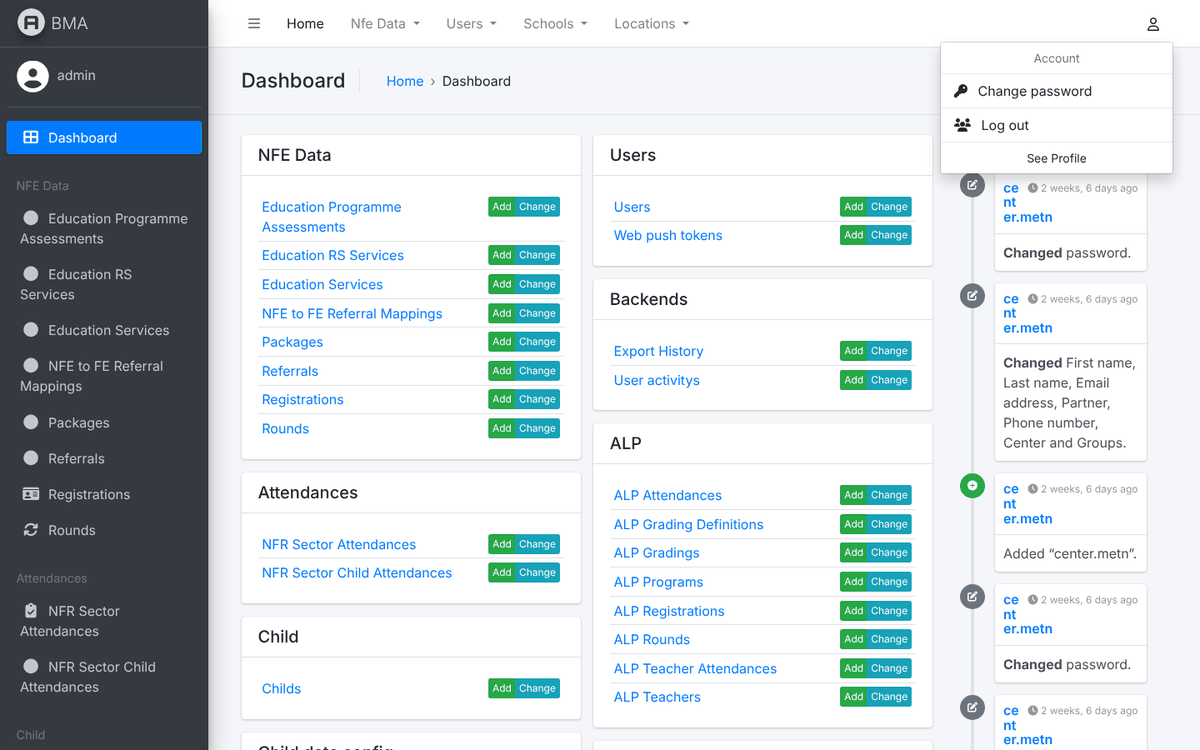 BMA
admin
Dashboard
NFE Data
Education Programme
Assessments
Education RS
Services
Education Services
NFE to FE Referral
Mappings
Packages
Referrals
Registrations
Rounds
Attendances
NFR Sector
Attendances
NFR Sector Child
Attendances
Child
Home Nfe Data Users Schools Locations
Dashboard
Home › Dashboard
Account
Change password
Log out
See Profile
NFE Data
Education Programme
Assessments
Add Change
Education RS Services Add Change
Education Services Add Change
NFE to FE Referral Mappings Add Change
Packages Add Change
Referrals Add Change
Registrations Add Change
Rounds Add Change
Attendances
NFR Sector Attendances Add Change
NFR Sector Child Attendances Add Change
Child
Childs Add Change
Child data config
Users
Users Add Change
Web push tokens Add Change
Backends
Export History Add Change
User activitys Add Change
ALP
ALP Attendances Add Change
ALP Grading Definitions Add Change
ALP Gradings Add Change
ALP Programs Add Change
ALP Registrations Add Change
ALP Rounds Add Change
ALP Teacher Attendances Add Change
ALP Teachers Add Change
ce 2 weeks, 6 days ago
nt
er.metn
Changed password.
ce 2 weeks, 6 days ago
nt
er.metn
Changed First name,
Last name, Email
address, Partner,
Phone number,
Center and Groups.
ce 2 weeks, 6 days ago
nt
er.metn
Added “center.metn”.
ce 2 weeks, 6 days ago
nt
er.metn
Changed password.
ce 2 weeks, 6 days ago
nt
er.metn